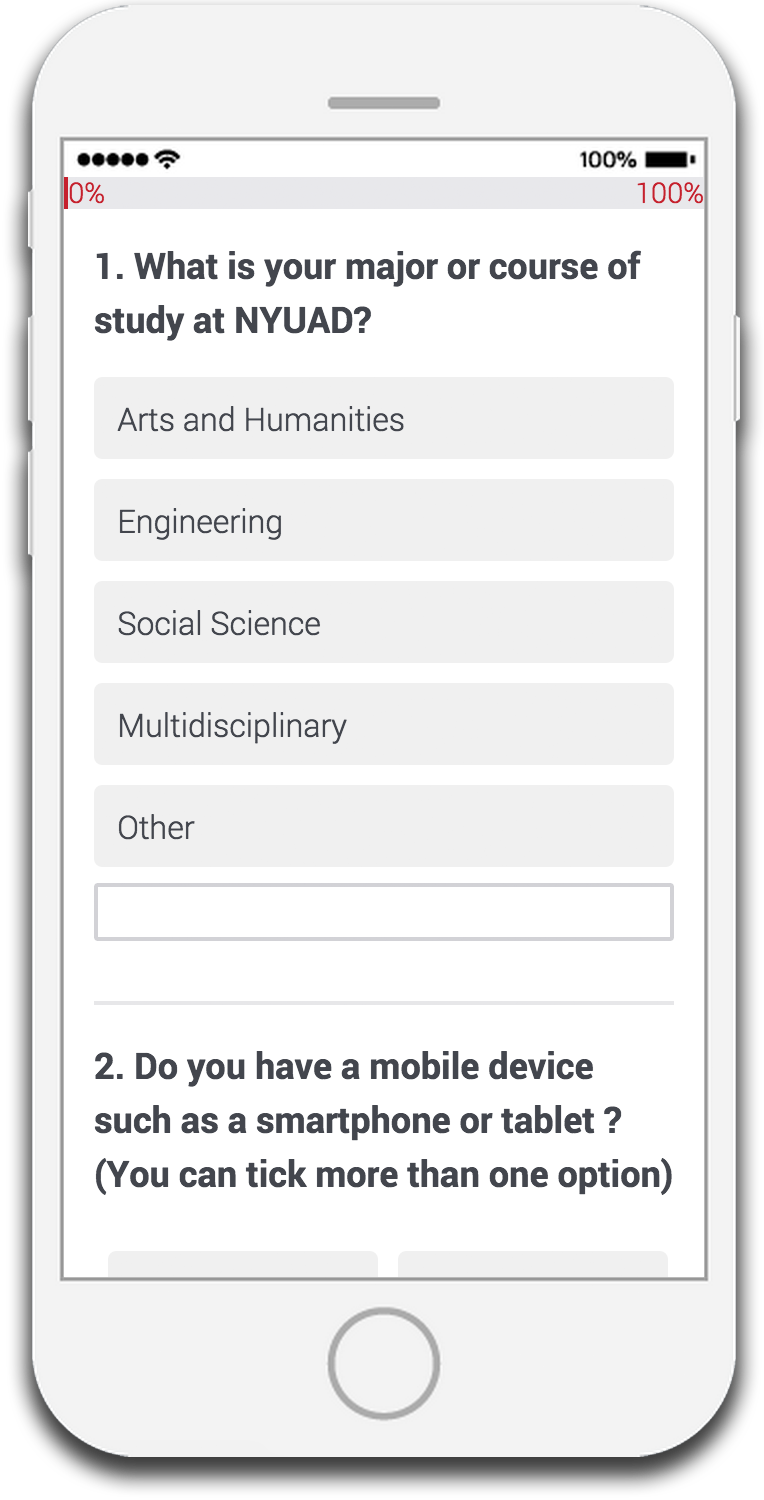 100%
0% 100%
1. What is your major or course of
study at NYUAD?
Arts and Humanities
Engineering
Social Science
Multidisciplinary
Other
2. Do you have a mobile device
such as a smartphone or tablet ?
(You can tick more than one option)